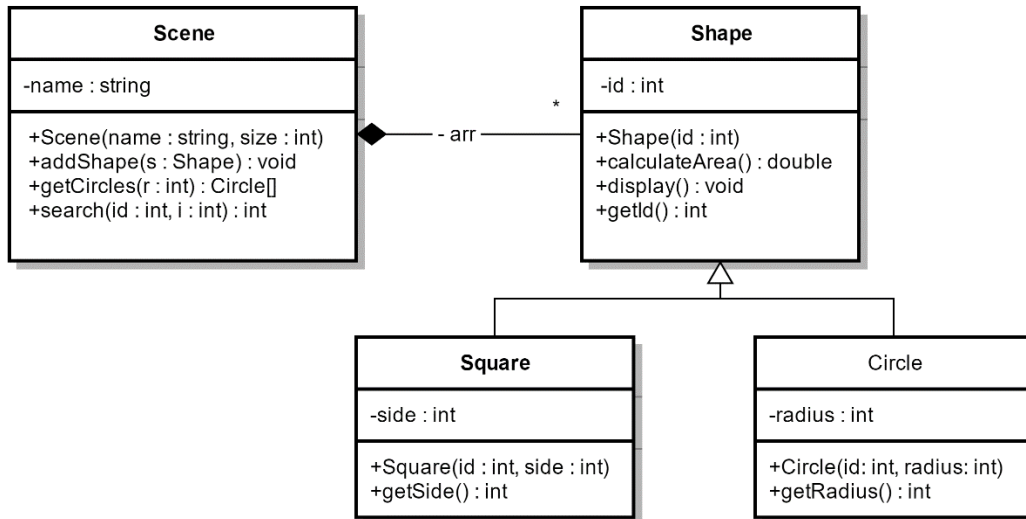 Scene
-name : string
+Scene(name : string, size : int)
+addShape(s : Shape) : void
+getCircles(r : int) : Circle[]
+search(id : int, i : int) : int
- arr
*
Shape
-id : int
+Shape(id : int)
+calculateArea() : double
+display() : void
+getId() : int
Square
-side : int
+Square(id : int, side : int)
+getSide() : int
Circle
-radius : int
+Circle(id: int, radius: int)
+getRadius() : int